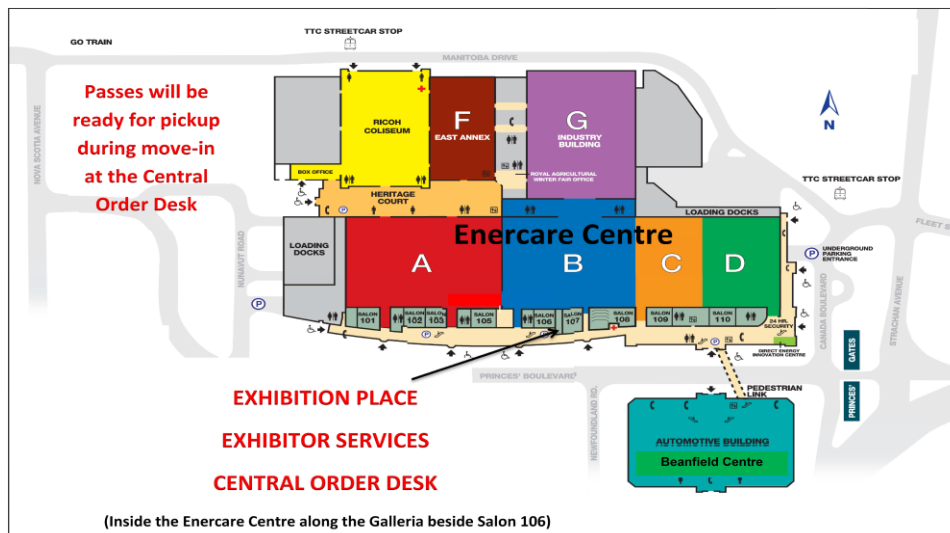 TTC STREETCAR STOP
GO TRAIN
MANITOBA DRIVE
Passes will be
ready for pickup
during move-in
at the Central
Order Desk
NOVA SCOTIA AVENUE
RICOH
COLISEUM
F
EAST ANNEX
G
INDUSTRY
BUILDING
N
BOX OFFICE
ROYAL AGRICULTURAL
WINTER FAIR OFFICE
HERITAGE
COURT
P
TTC STREETCAR STOP
LOADING DOCKS
FLEET S
Enercare Centre
LOADING
DOCKS
NUNAVUT ROAD
A
B
C
D
P
UNDERGROUND
PARKING
ENTRANCE
CANADA BOULEVARD
STRACHAN AVENUE
P
SALON
101
SALON
102
SALON
103
SALON
105
SALON
106
SALON
107
SALON
108
SALON
109
SALON
110
24 HR.
SECURITY
P
P
P
DIRECT ENERGY
INNOVATION CENTRE
GATES
PRINCES'
PRINCES' BOULEVARD
NEWFOUNDLAND RD.
PEDESTRIAN
LINK
EXHIBITION PLACE
EXHIBITOR SERVICES
CENTRAL ORDER DESK
AUTOMOTIVE BUILDING
Beanfield Centre
(Inside the Enercare Centre along the Galleria beside Salon 106)